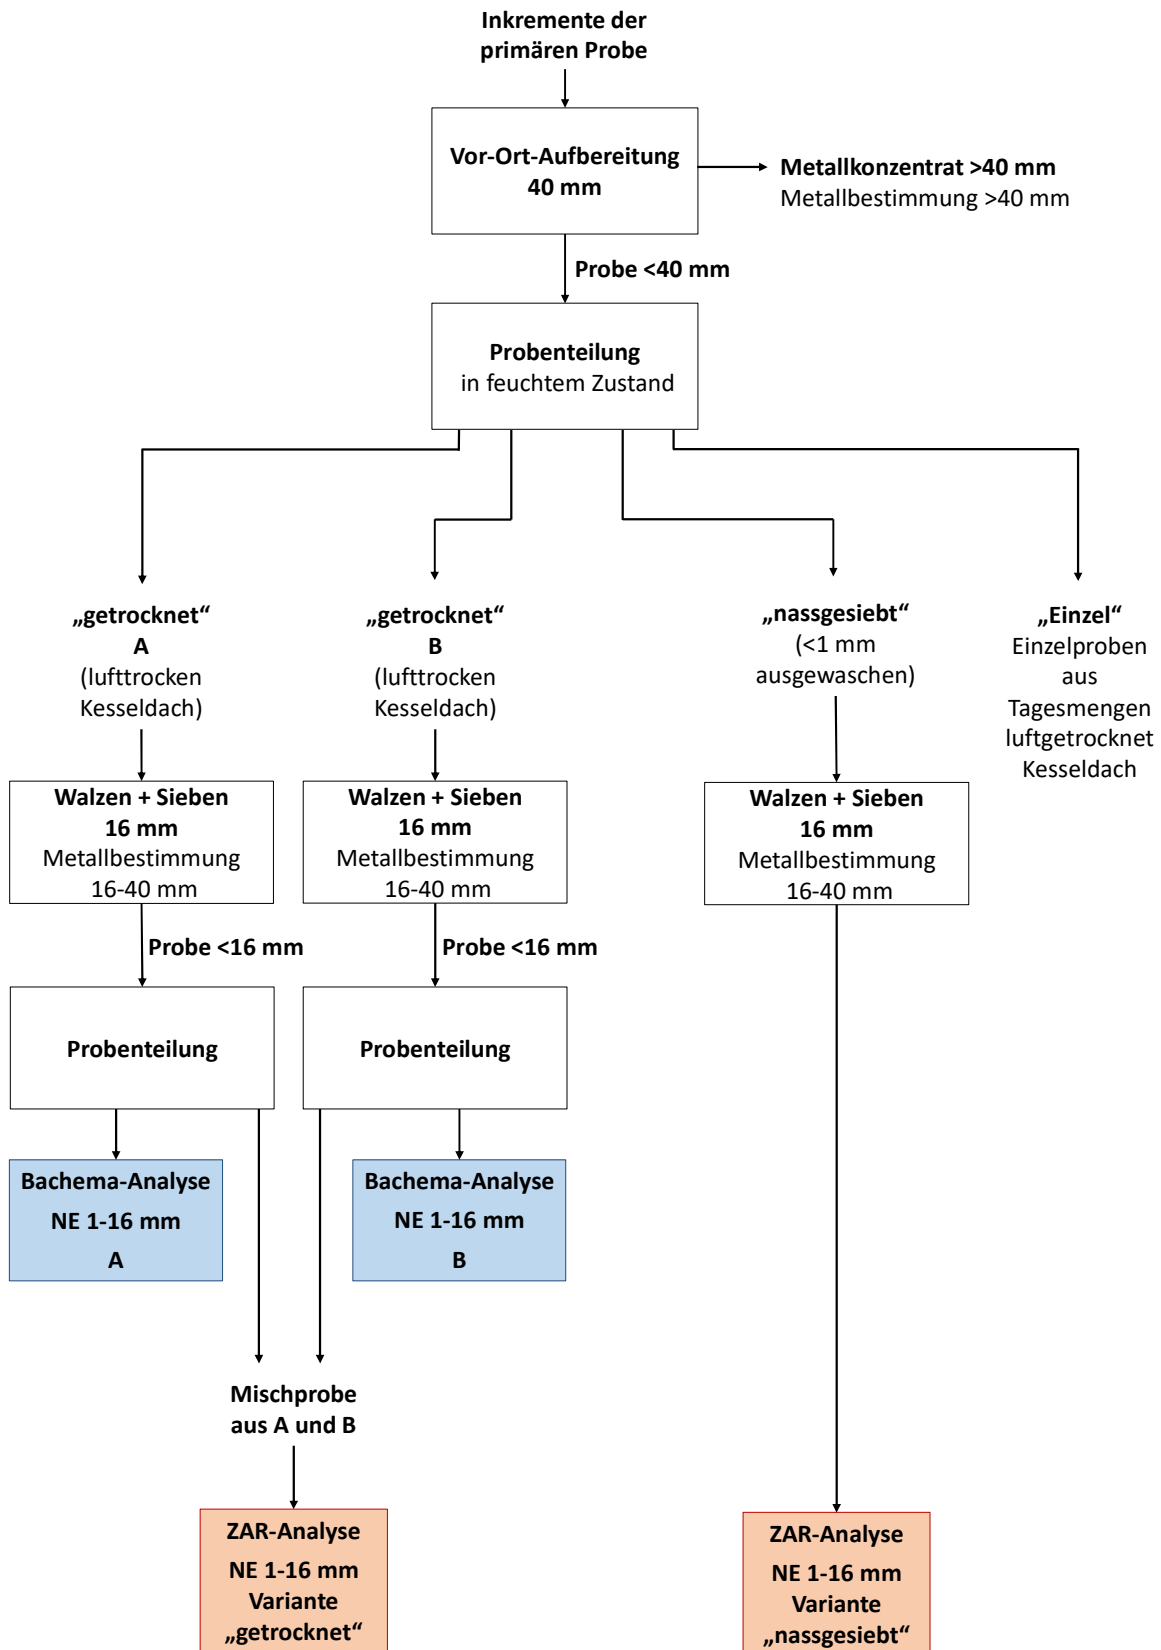 Inkremente der
primären Probe
Vor-Ort-Aufbereitung
40 mm
Metallkonzentrat >40 mm
Metallbestimmung >40 mm
Probe <40 mm
Probenteilung
in feuchtem Zustand
„getrocknet“
A
(lufttrocken
Kesseldach)
„getrocknet“
B
(lufttrocken
Kesseldach)
„nassgesiebt“
(<1 mm
ausgewaschen)
„Einzel“
Einzelproben
aus
Tagesmengen
luftgetrocknet
Kesseldach
Walzen + Sieben
16 mm
Metallbestimmung
16-40 mm
Walzen + Sieben
16 mm
Metallbestimmung
16-40 mm
Walzen + Sieben
16 mm
Metallbestimmung
16-40 mm
Probe <16 mm
Probe <16 mm
Probenteilung
Probenteilung
Bachema-Analyse
NE 1-16 mm
A
Bachema-Analyse
NE 1-16 mm
B
Mischprobe
aus A und B
ZAR-Analyse
NE 1-16 mm
Variante
„getrocknet“
ZAR-Analyse
NE 1-16 mm
Variante
„nassgesiebt“